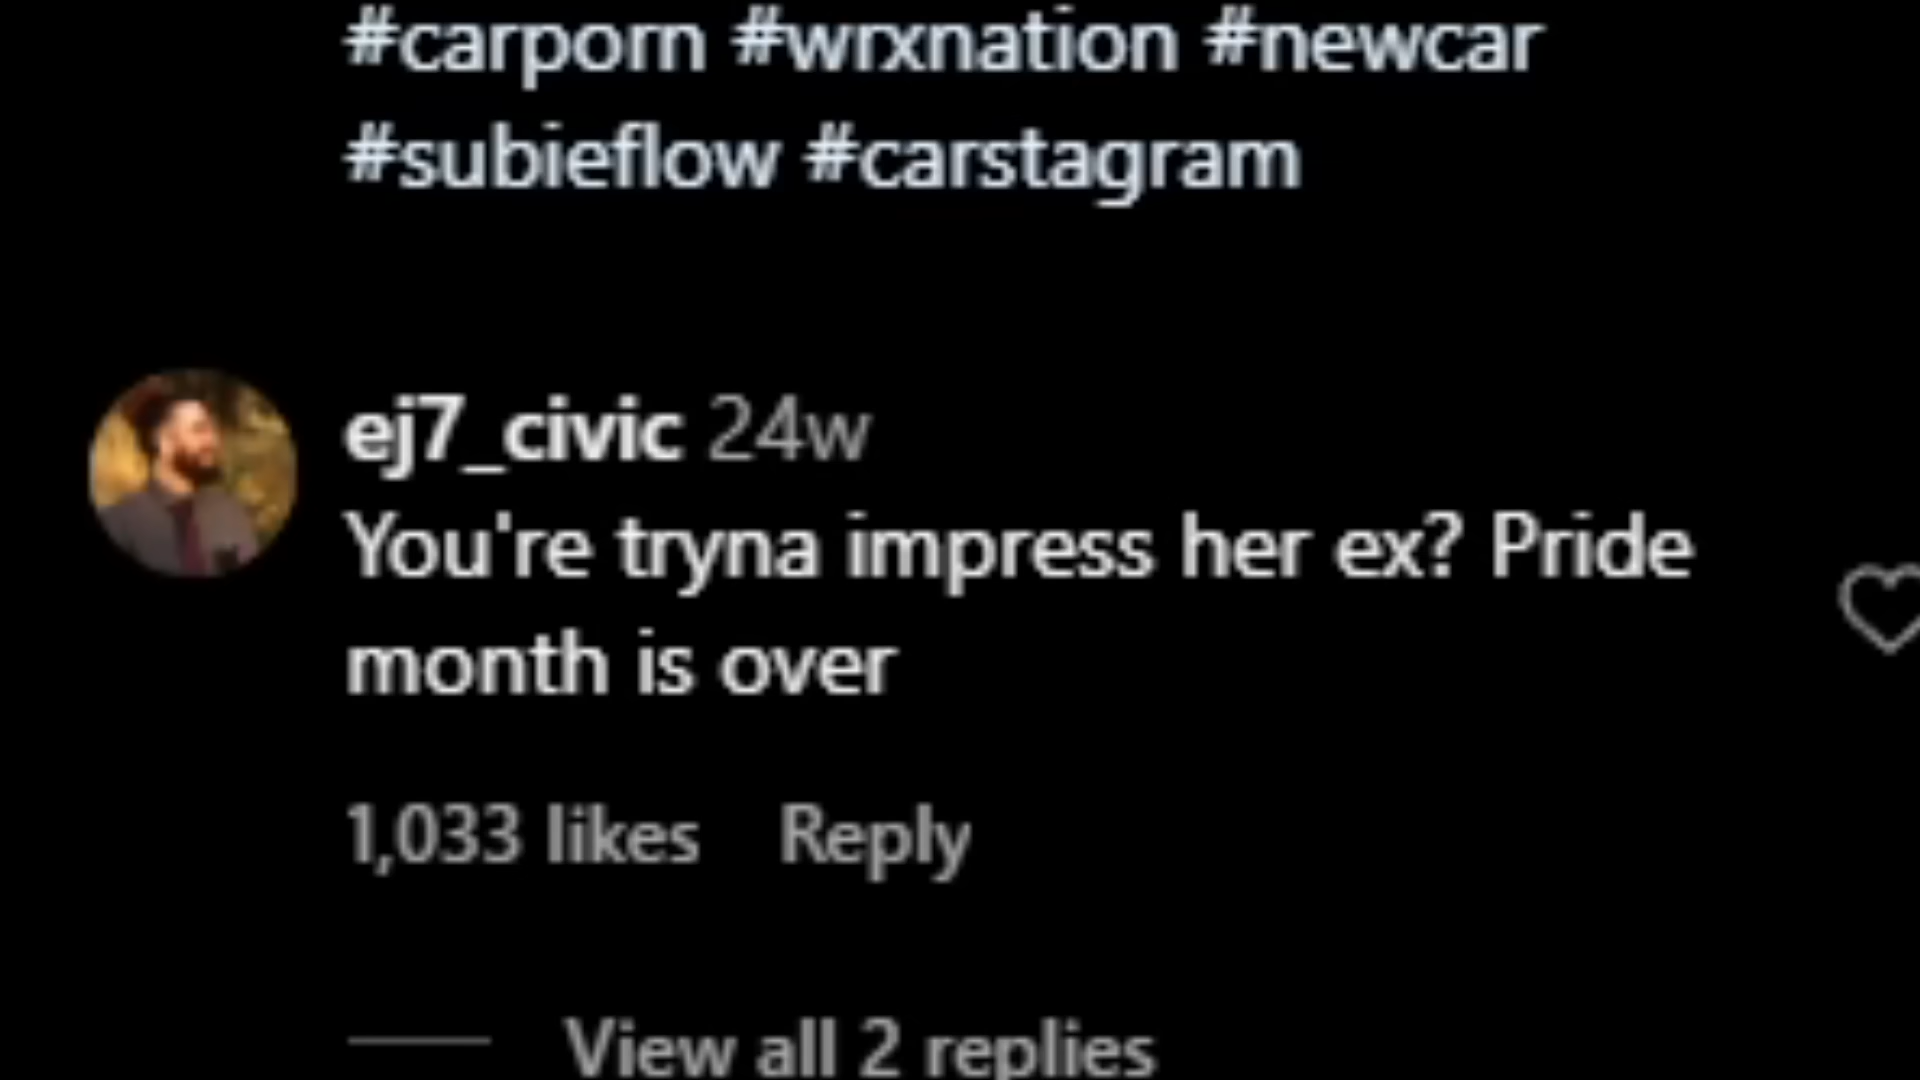 #carporn #wrxnation #newcar
#subieflow #carstagram
ej7_civic 24w
You're tryna impress her ex? Pride
month is over
1,033 likes Reply
View all 2 replies